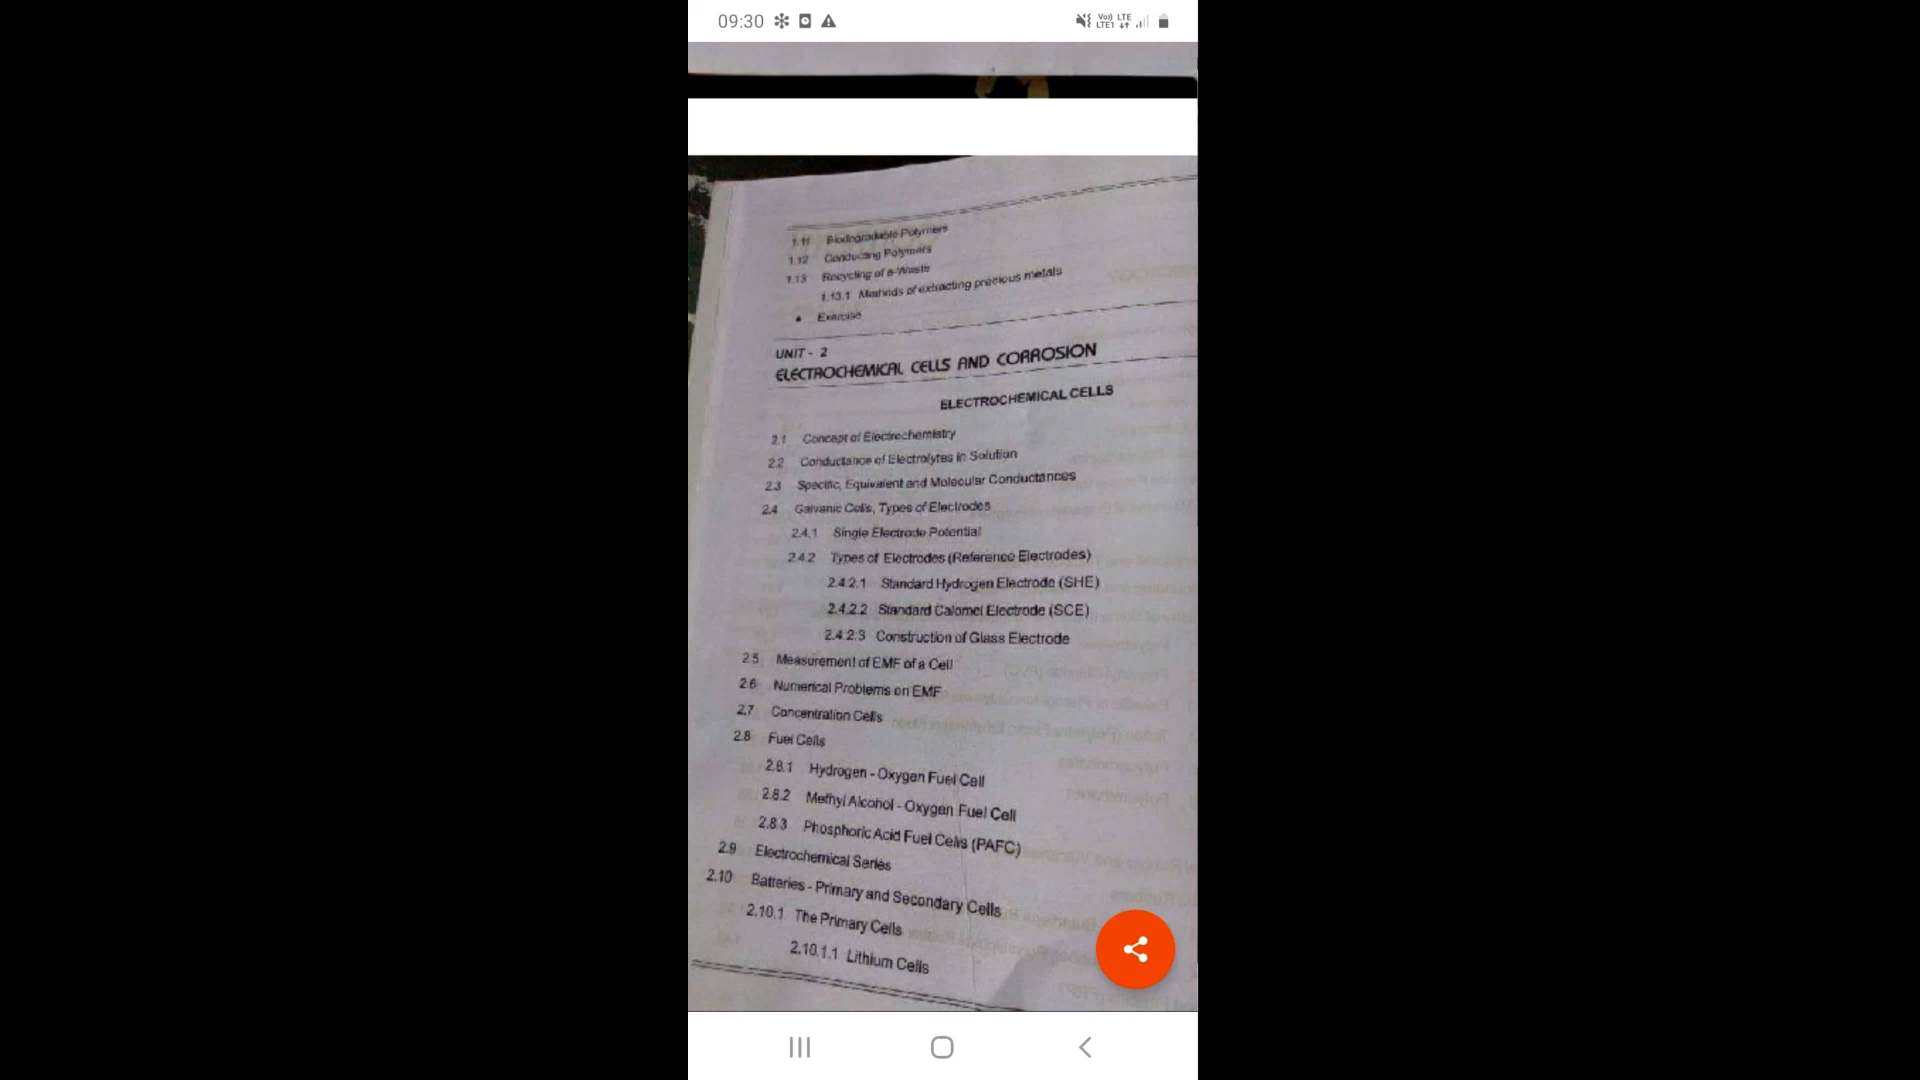 09:30
Vo)) LTE
LTE1
1.11 Biodegradable Polymers
1.12 Conducting Polymers
1.13 Recycling of e-Waste
1.13.1 Methods of extracting precious metals
• Exercise
UNIT - 2
ELECTROCHEMICAL CELLS AND CORROSION
ELECTROCHEMICAL CELLS
2.1 Concept of Electrochemistry
2.2 Conductance of Electrolytes in Solution
2.3 Specific, Equivalent and Molecular Conductances
2.4 Galvanic Cells, Types of Electrodes
2.4.1 Single Electrode Potential
2.4.2 Types of Electrodes (Reference Electrodes)
2.4.2.1 Standard Hydrogen Electrode (SHE)
2.4.2.2 Standard Calomel Electrode (SCE)
2.4.2.3 Construction of Glass Electrode
2.5 Measurement of EMF of a Cell
2.6 Numerical Problems on EMF
2.7 Concentration Cells
2.8 Fuel Cells
2.8.1 Hydrogen - Oxygen Fuel Cell
2.8.2 Methyl Alcohol - Oxygen Fuel Cell
2.8.3 Phosphoric Acid Fuel Cells (PAFC)
2.9 Electrochemical Series
2.10 Batteries - Primary and Secondary Cells
2.10.1 The Primary Cells
2.10.1.1 Lithium Cells